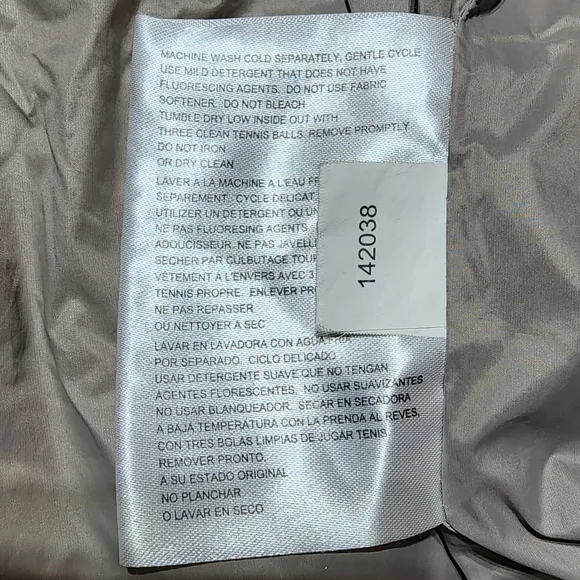 MACHINE WASH COLD SEPARATELY, GENTLE CYCLE
USE MILD DETERGENT THAT DOES NOT HAVE
FLUORESCING AGENTS. DO NOT USE FABRIC
SOFTENER. DO NOT BLEACH
TUMBLE DRY LOW INSIDE OUT WITH
THREE CLEAN TENNIS BALLS. REMOVE PROMPTLY
DO NOT IRON
OR DRY CLEAN
LAVER A LA MACHINE A L'EAU
SEPAREMENT. CYCLE DELICAT
UTILIZER UN DETERGENT OU UN
NE PAS FLUORESING AGENTS
ADOUCISSEUR. NE PAS
SECHER PAR CULBUTAGE
VÊTEMENT À L'ENVERS AVEC 3
TENNIS PROPRE. ENLEVER
NE PAS REPASSER
OU NETTOYER A SEC
142038
LAVAR EN LAVADORA CON AGUA FRIA
POR SEPARADO. CICLO DELICADO
USAR DETERGENTE SUAVE QUE NO TENGAN
AGENTES FLORESCENTES. NO USAR SUAVIZANTES
NO USAR BLANQUEADOR. SECAR EN SECADORA
A BAJA TEMPERATURA CON LA PRENDA AL REVES,
CON TRES BOLAS LIMPIAS DE JUGAR TENIS
REMOVER PRONTO.
A SU ESTADO ORIGINAL
NO PLANCHAR
O LAVAR EN SECO